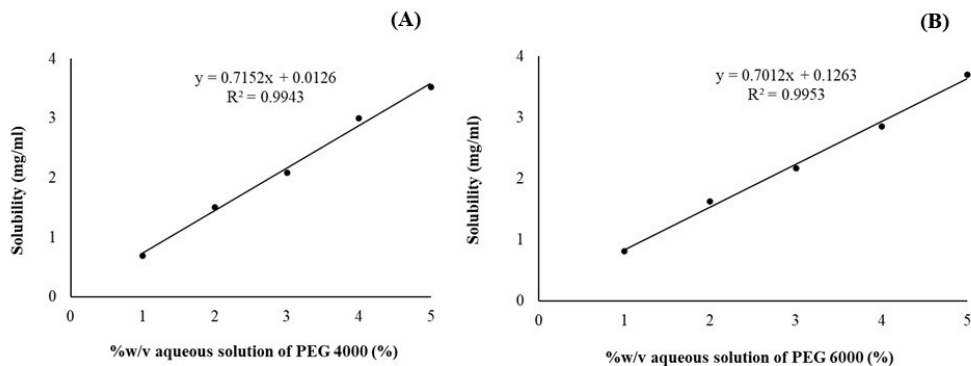 (A)
y = 0.7152x + 0.0126
R² = 0.9943
Solubility (mg/ml)
4
3
2
1
0
0 1 2 3 4 5
%w/v aqueous solution of PEG 4000 (%)
(B)
y = 0.7012x + 0.1263
R² = 0.9953
Solubility (mg/ml)
4
3
2
1
0
0 1 2 3 4 5
%w/v aqueous solution of PEG 6000 (%)